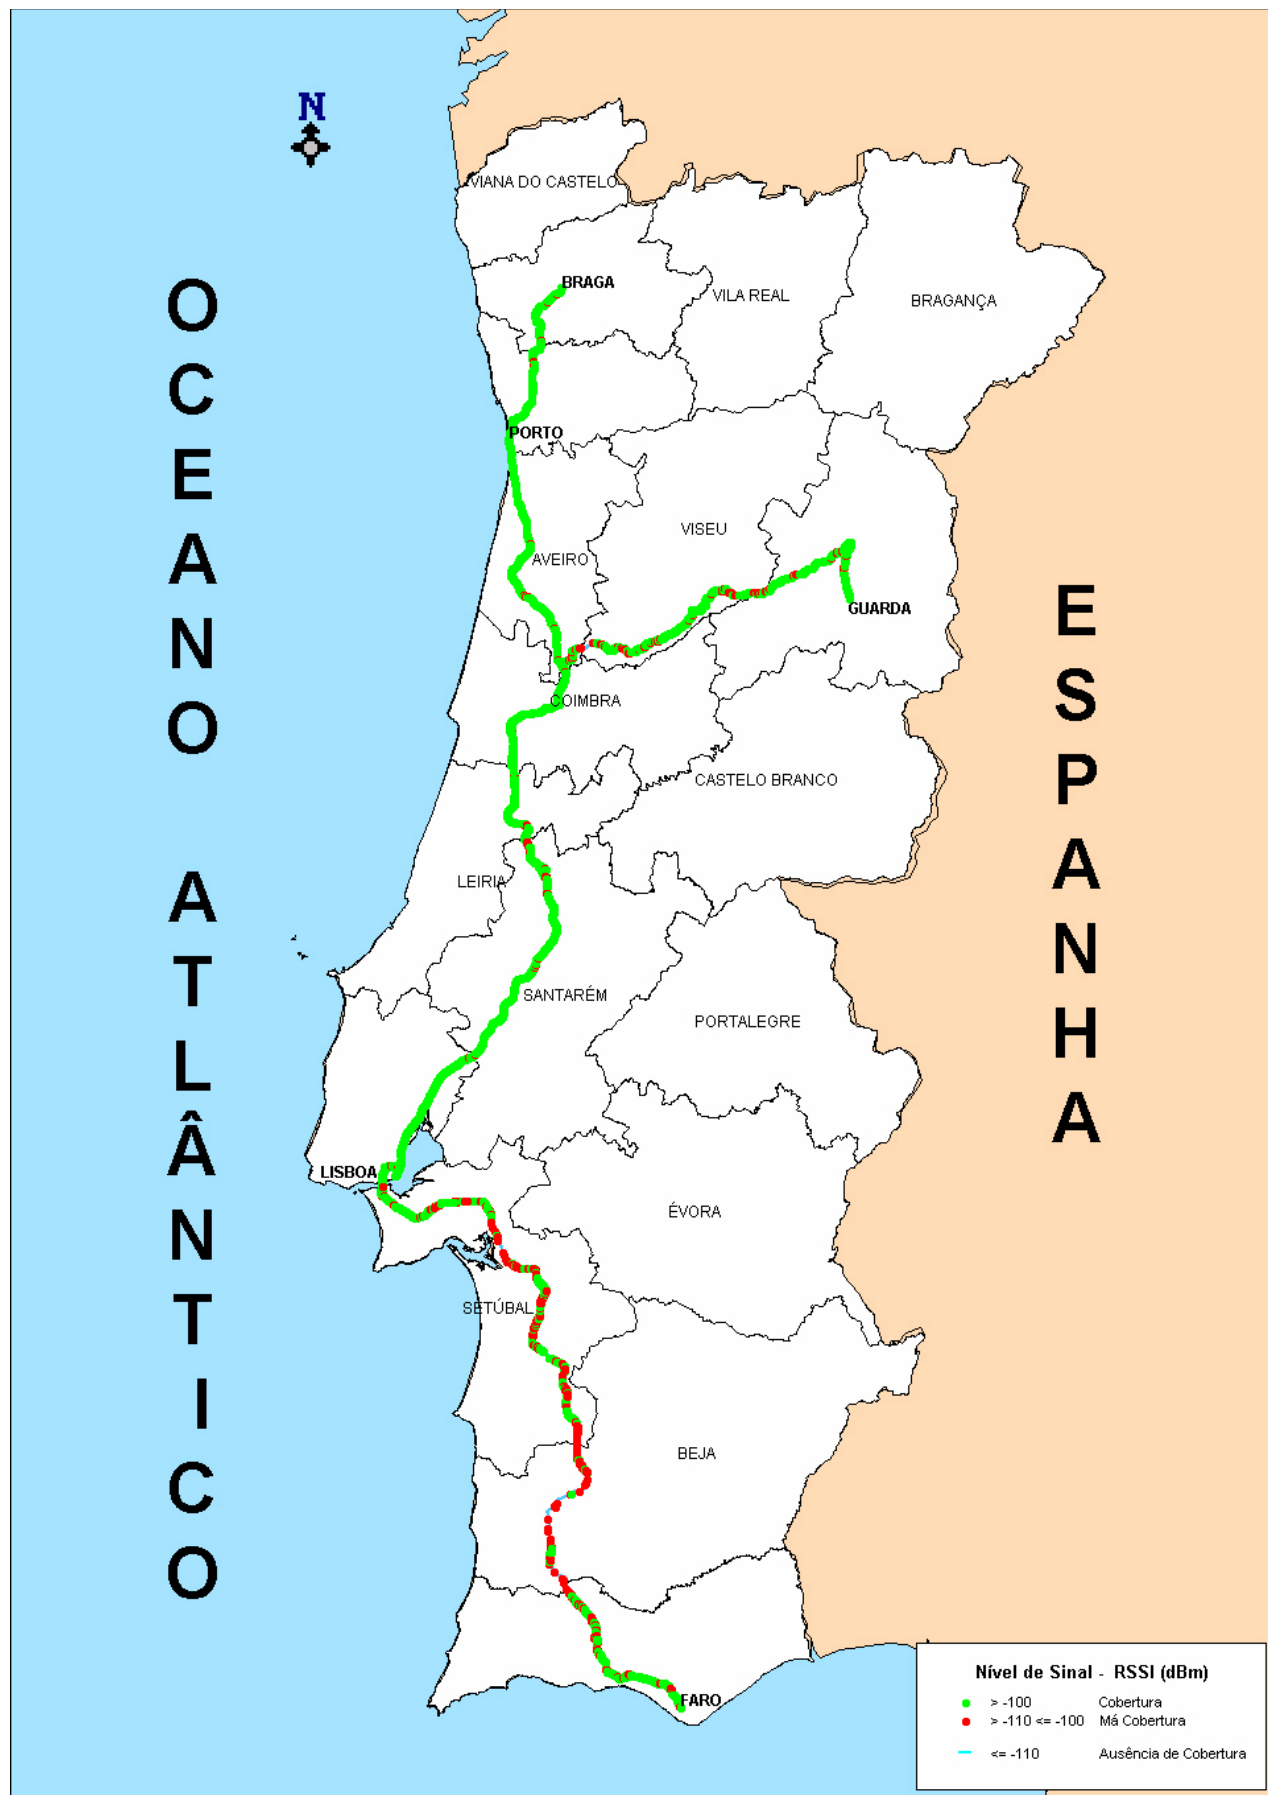 N
VIANA DO CASTELO
BRAGA
VILA REAL
BRAGANÇA
PORTO
VISEU
AVEIRO
GUARDA
COIMBRA
CASTELO BRANCO
LEIRIA
SANTARÉM
PORTALEGRE
LISBOA
ÉVORA
SETÚBAL
BEJA
FARO
OCEANO ATLÂNTICO
ESPANHA
Nível de Sinal - RSSI (dBm)
> -100 Cobertura
> -110 <= -100 Má Cobertura
<= -110 Ausência de Cobertura